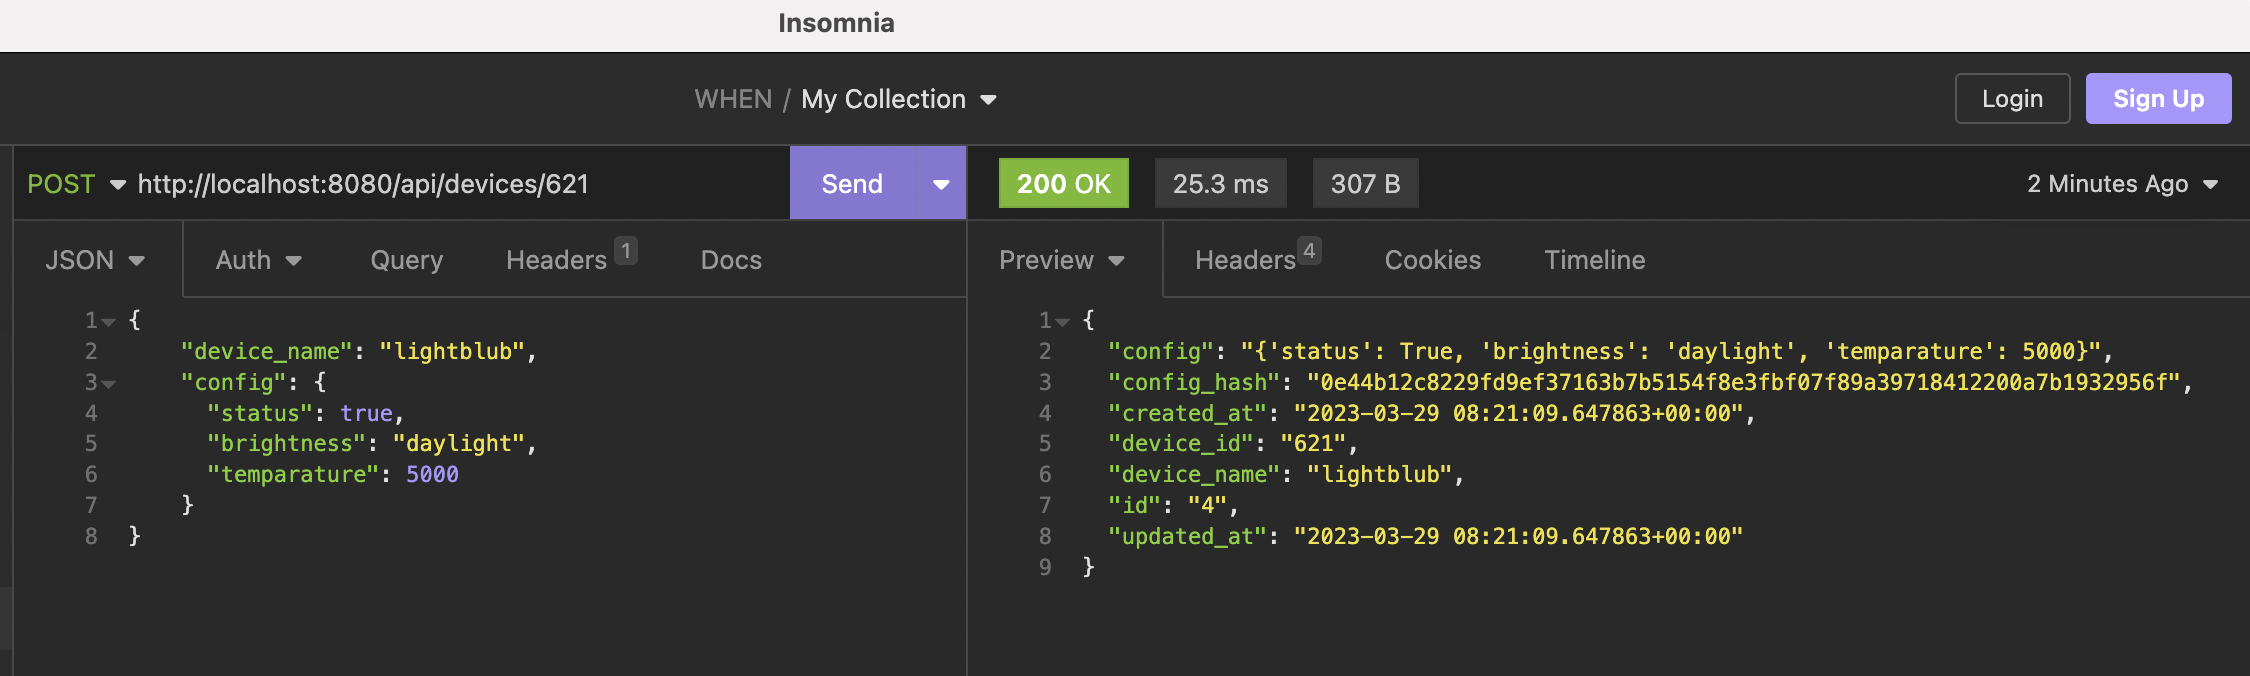 Insomnia
WHEN / My Collection
Login
Sign Up
POST http://localhost:8080/api/devices/621
Send
200 OK
25.3 ms
307 B
2 Minutes Ago
JSON Auth Query Headers 1 Docs
Preview Headers 4 Cookies Timeline
1 {
2 "device_name": "lightblub",
3 "config": {
4 "status": true,
5 "brightness": "daylight",
6 "temparature": 5000
7 }
8 }
1 {
2 "config": "{'status': True, 'brightness': 'daylight', 'temparature': 5000}",
3 "config_hash": "0e44b12c8229fd9ef37163b7b5154f8e3fbf07f89a39718412200a7b1932956f",
4 "created_at": "2023-03-29 08:21:09.647863+00:00",
5 "device_id": "621",
6 "device_name": "lightblub",
7 "id": "4",
8 "updated_at": "2023-03-29 08:21:09.647863+00:00"
9 }